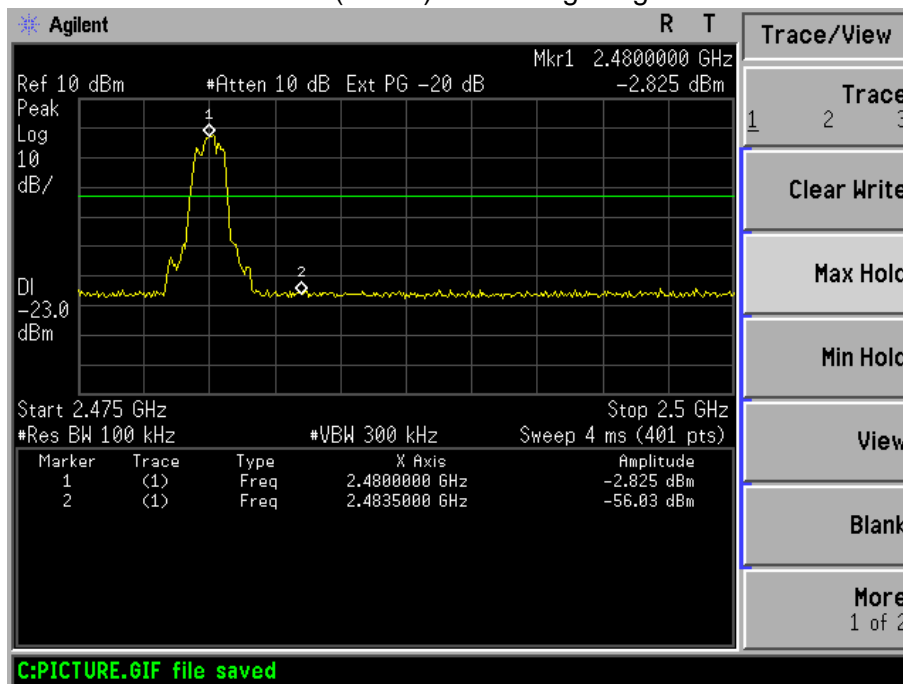 Agilent R T
Mkr1 2.4800000 GHz
Ref 10 dBm #Atten 10 dB Ext PG -20 dB -2.825 dBm
Peak
Log
10
dB/
1
2
DI
-23.0
dBm
Start 2.475 GHz Stop 2.5 GHz
#Res BW 100 kHz #VBW 300 kHz Sweep 4 ms (401 pts)
Marker Trace Type X Axis Amplitude
1 (1) Freq 2.4800000 GHz -2.825 dBm
2 (1) Freq 2.4835000 GHz -56.03 dBm
C:PICTURE.GIF file saved
Trace/View
Trace
1 2 3
Clear Write
Max Hold
Min Hold
View
Blank
More
1 of 2